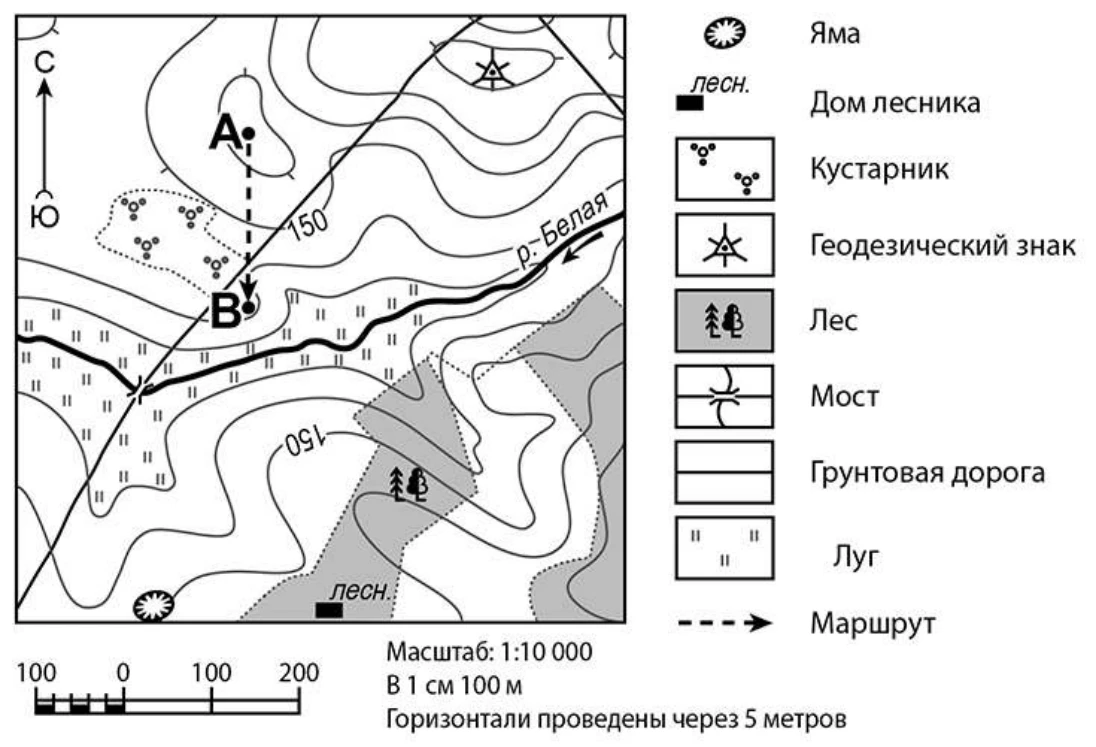 С
Ю
А
В
150
р. Белая
150
лесн.
100 0 100 200
Масштаб: 1:10 000
В 1 см 100 м
Горизонтали проведены через 5 метров
Яма
лесн.
Дом лесника
Кустарник
Геодезический знак
Лес
Мост
Грунтовая дорога
Луг
Маршрут